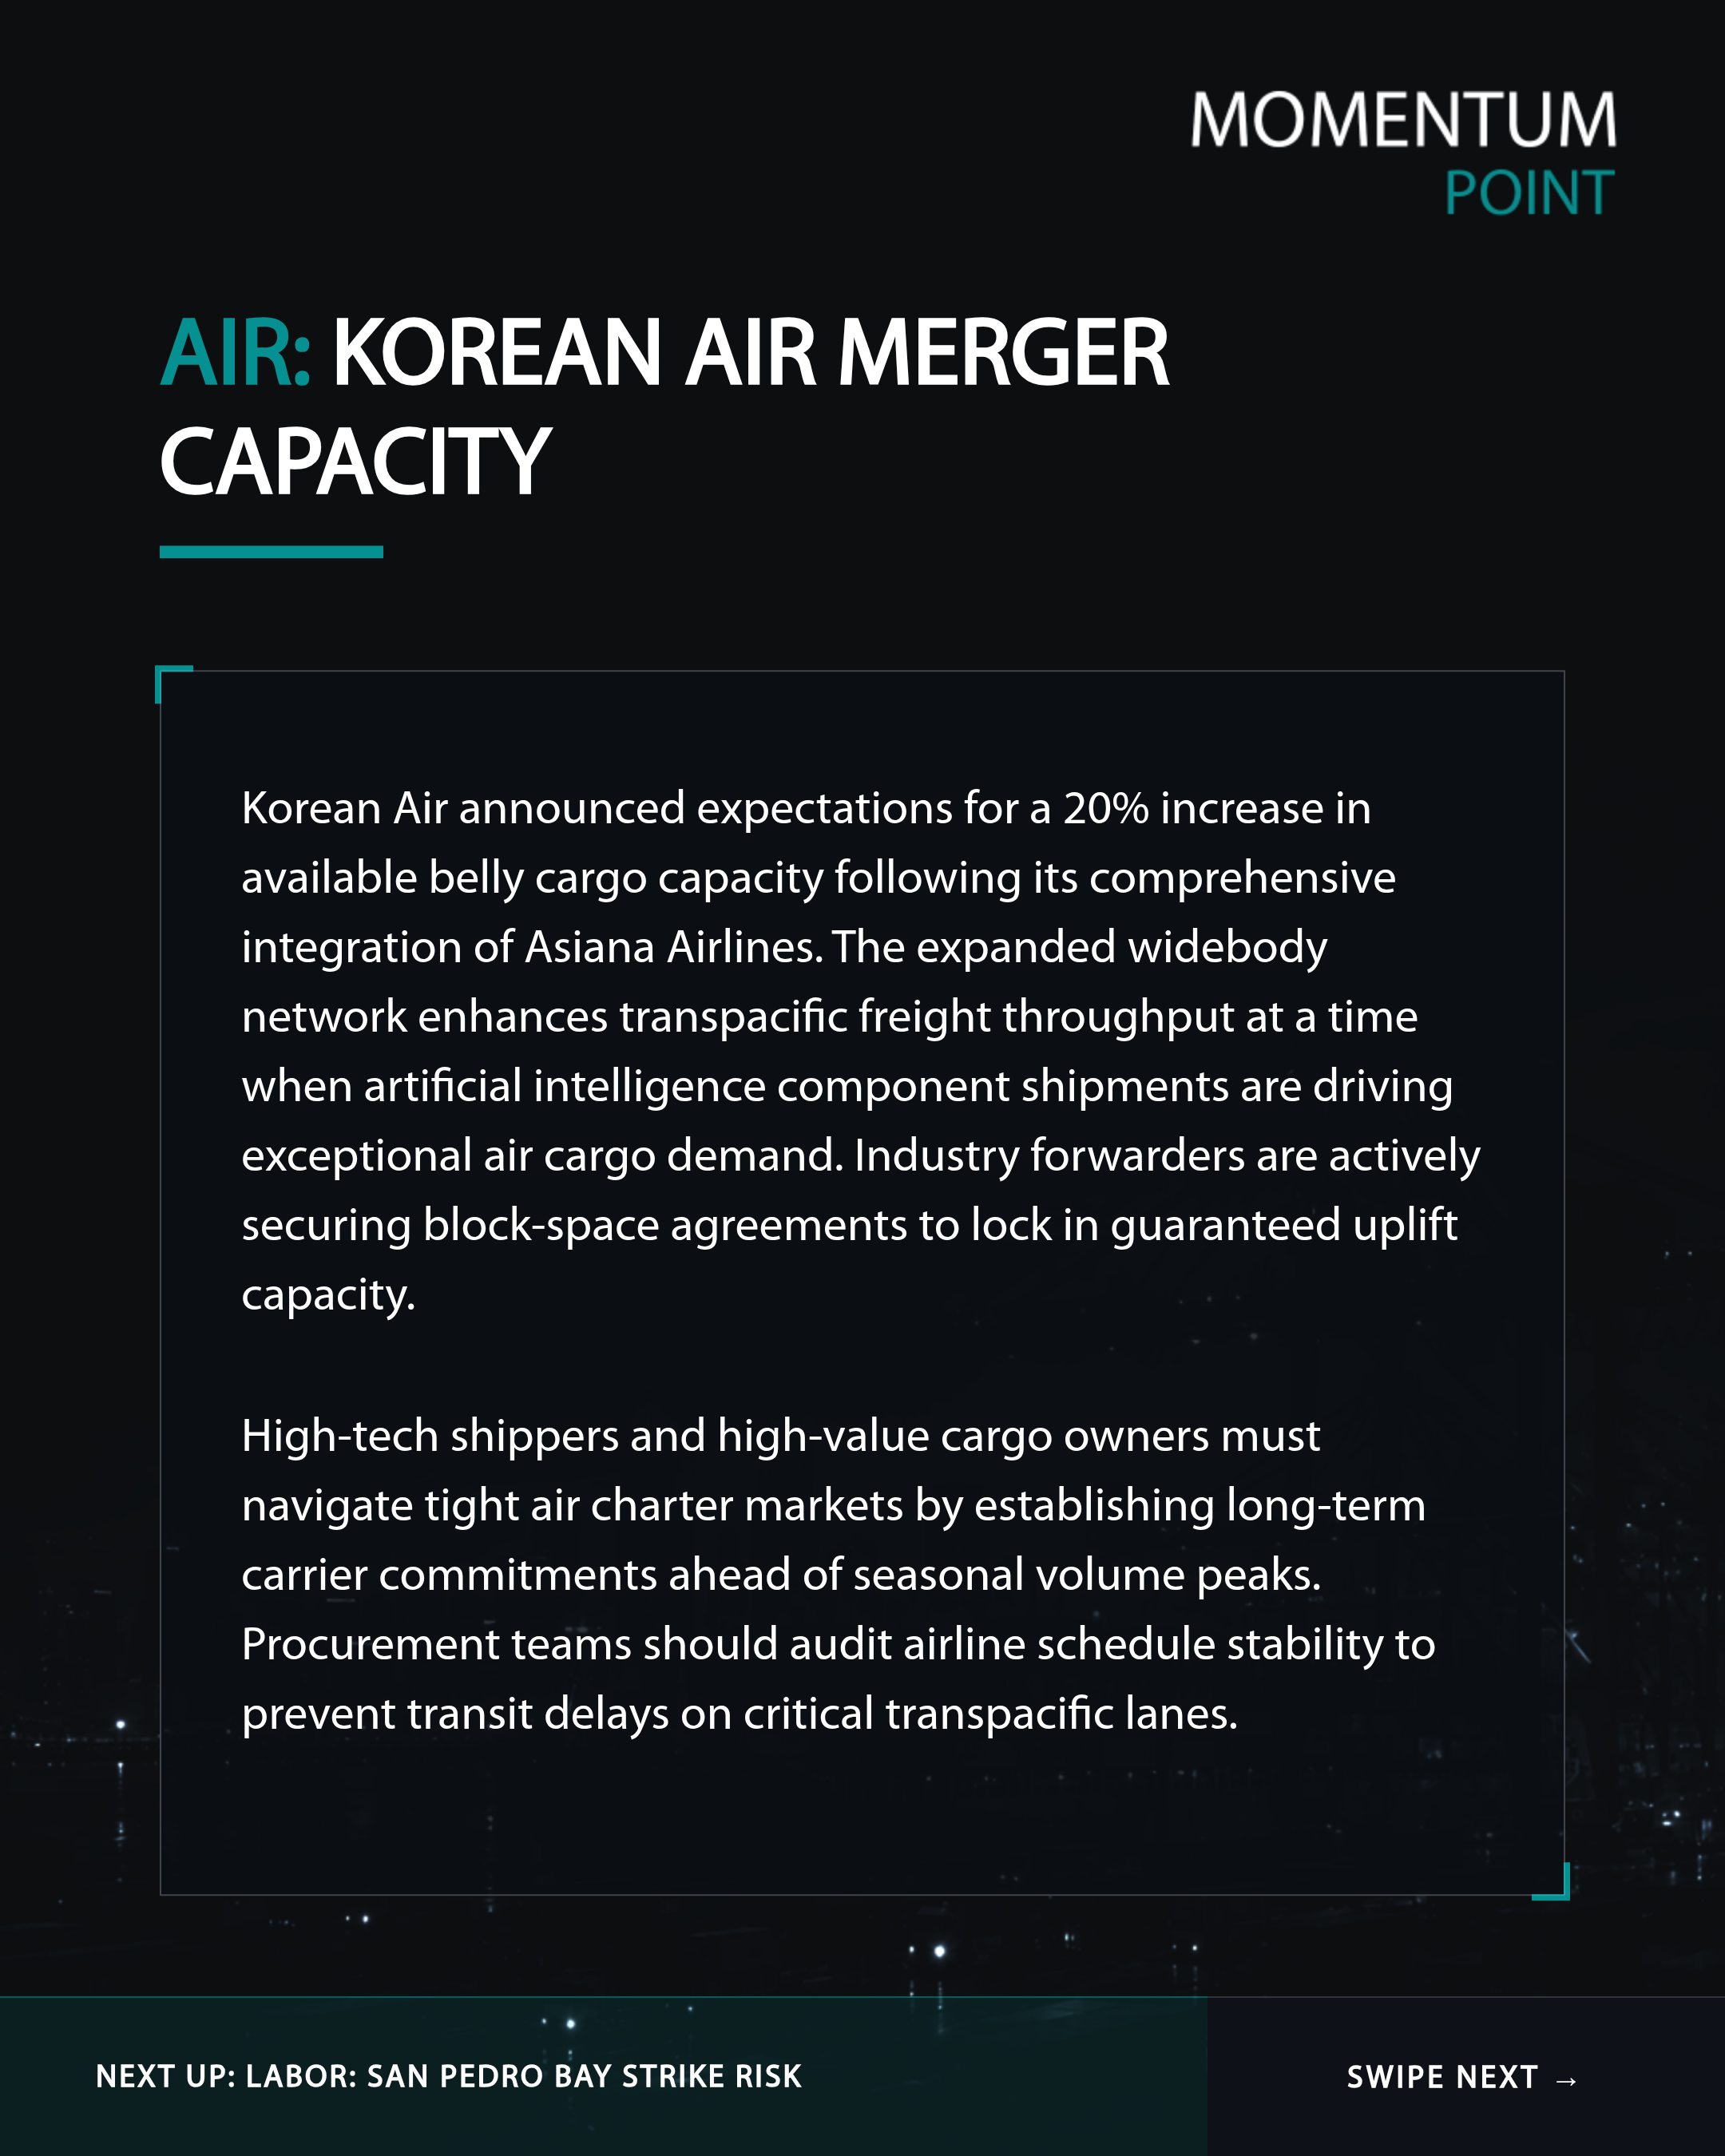 MOMENTUM
POINT
AIR: KOREAN AIR MERGER
CAPACITY
Korean Air announced expectations for a 20% increase in
available belly cargo capacity following its comprehensive
integration of Asiana Airlines. The expanded widebody
network enhances transpacific freight throughput at a time
when artificial intelligence component shipments are driving
exceptional air cargo demand. Industry forwarders are actively
securing block-space agreements to lock in guaranteed uplift
capacity.
High-tech shippers and high-value cargo owners must
navigate tight air charter markets by establishing long-term
carrier commitments ahead of seasonal volume peaks.
Procurement teams should audit airline schedule stability to
prevent transit delays on critical transpacific lanes.
NEXT UP: LABOR: SAN PEDRO BAY STRIKE RISK
SWIPE NEXT →